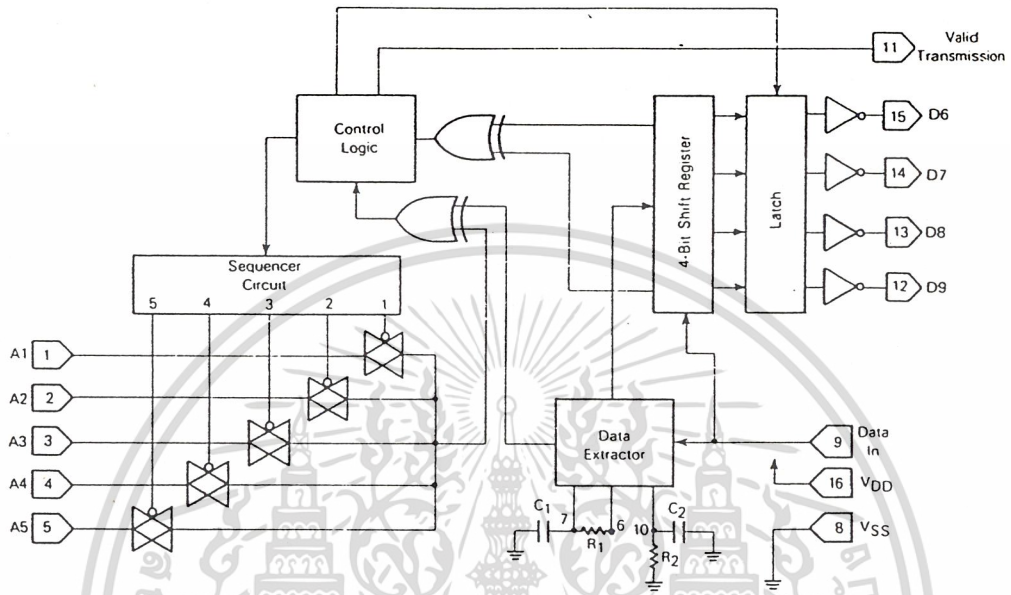 11 Valid
Transmission
Control
Logic
4-Bit Shift Register
Latch
15 D6
14 D7
13 D8
12 D9
Sequencer
Circuit
5 4 3 2 1
A1 1
A2 2
A3 3
A4 4
A5 5
Data
Extractor
9 Data
In
16 VDD
8 VSS
C1 7 R1 6 10 C2
R2